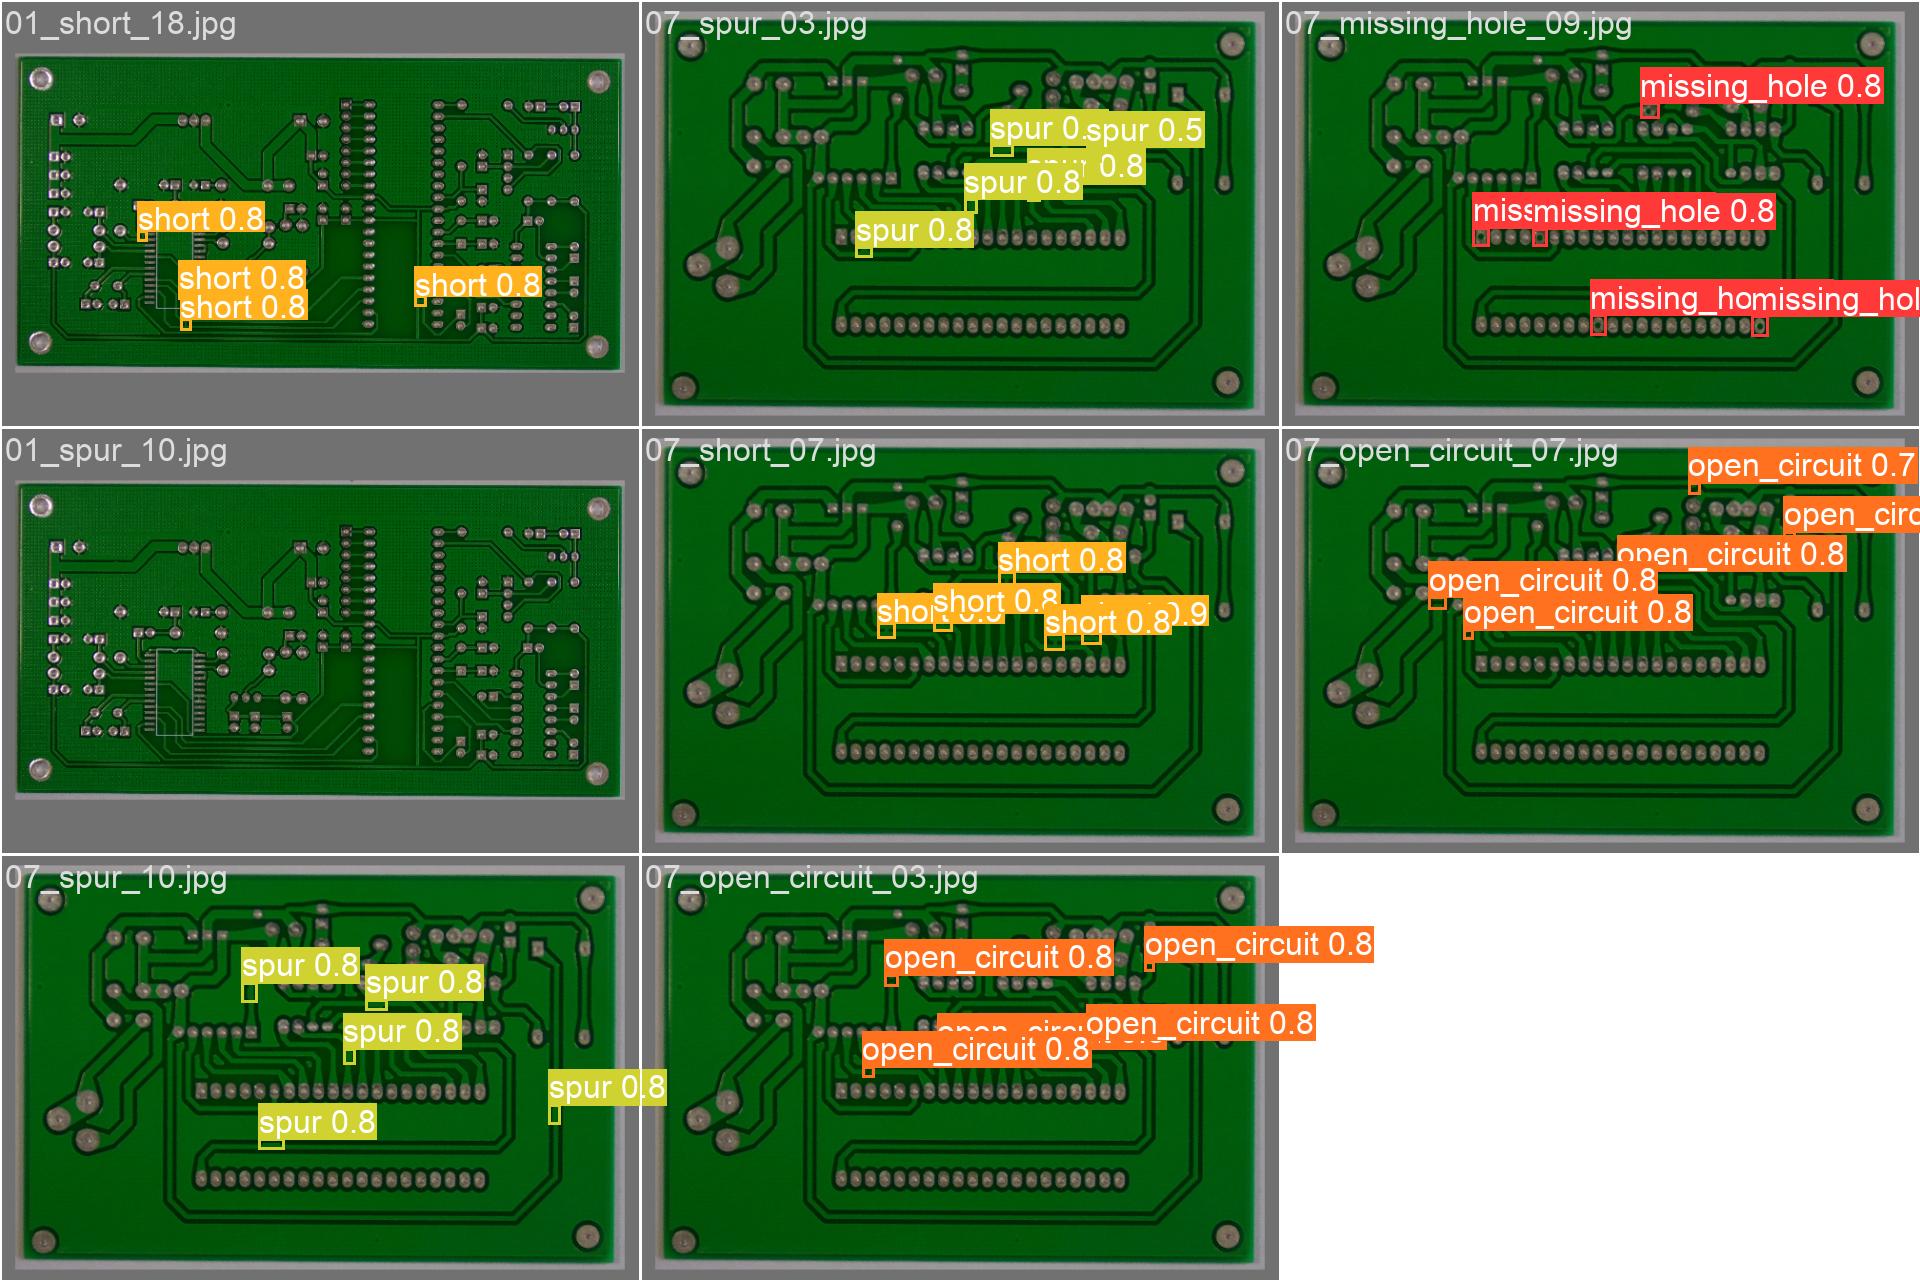 01_short_18.jpg
short 0.8
short 0.8
short 0.8
short 0.8
07_spur_03.jpg
spur 0.
spur 0.5
spur 0.8
spur 0.8
spur 0.8
07_missing_hole_09.jpg
missing_hole 0.8
miss
missing_hole 0.8
missing_ho
missing_hol
01_spur_10.jpg
07_short_07.jpg
short 0.8
short 0.8
short 0.8
0.9
07_open_circuit_07.jpg
open_circuit 0.7
open_circ
open_circuit 0.8
open_circuit 0.8
open_circuit 0.8
07_spur_10.jpg
spur 0.8
spur 0.8
spur 0.8
spur 0.8
spur 0.8
07_open_circuit_03.jpg
open_circuit 0.8
open_circuit 0.8
open_circuit 0.8
open_circuit 0.8